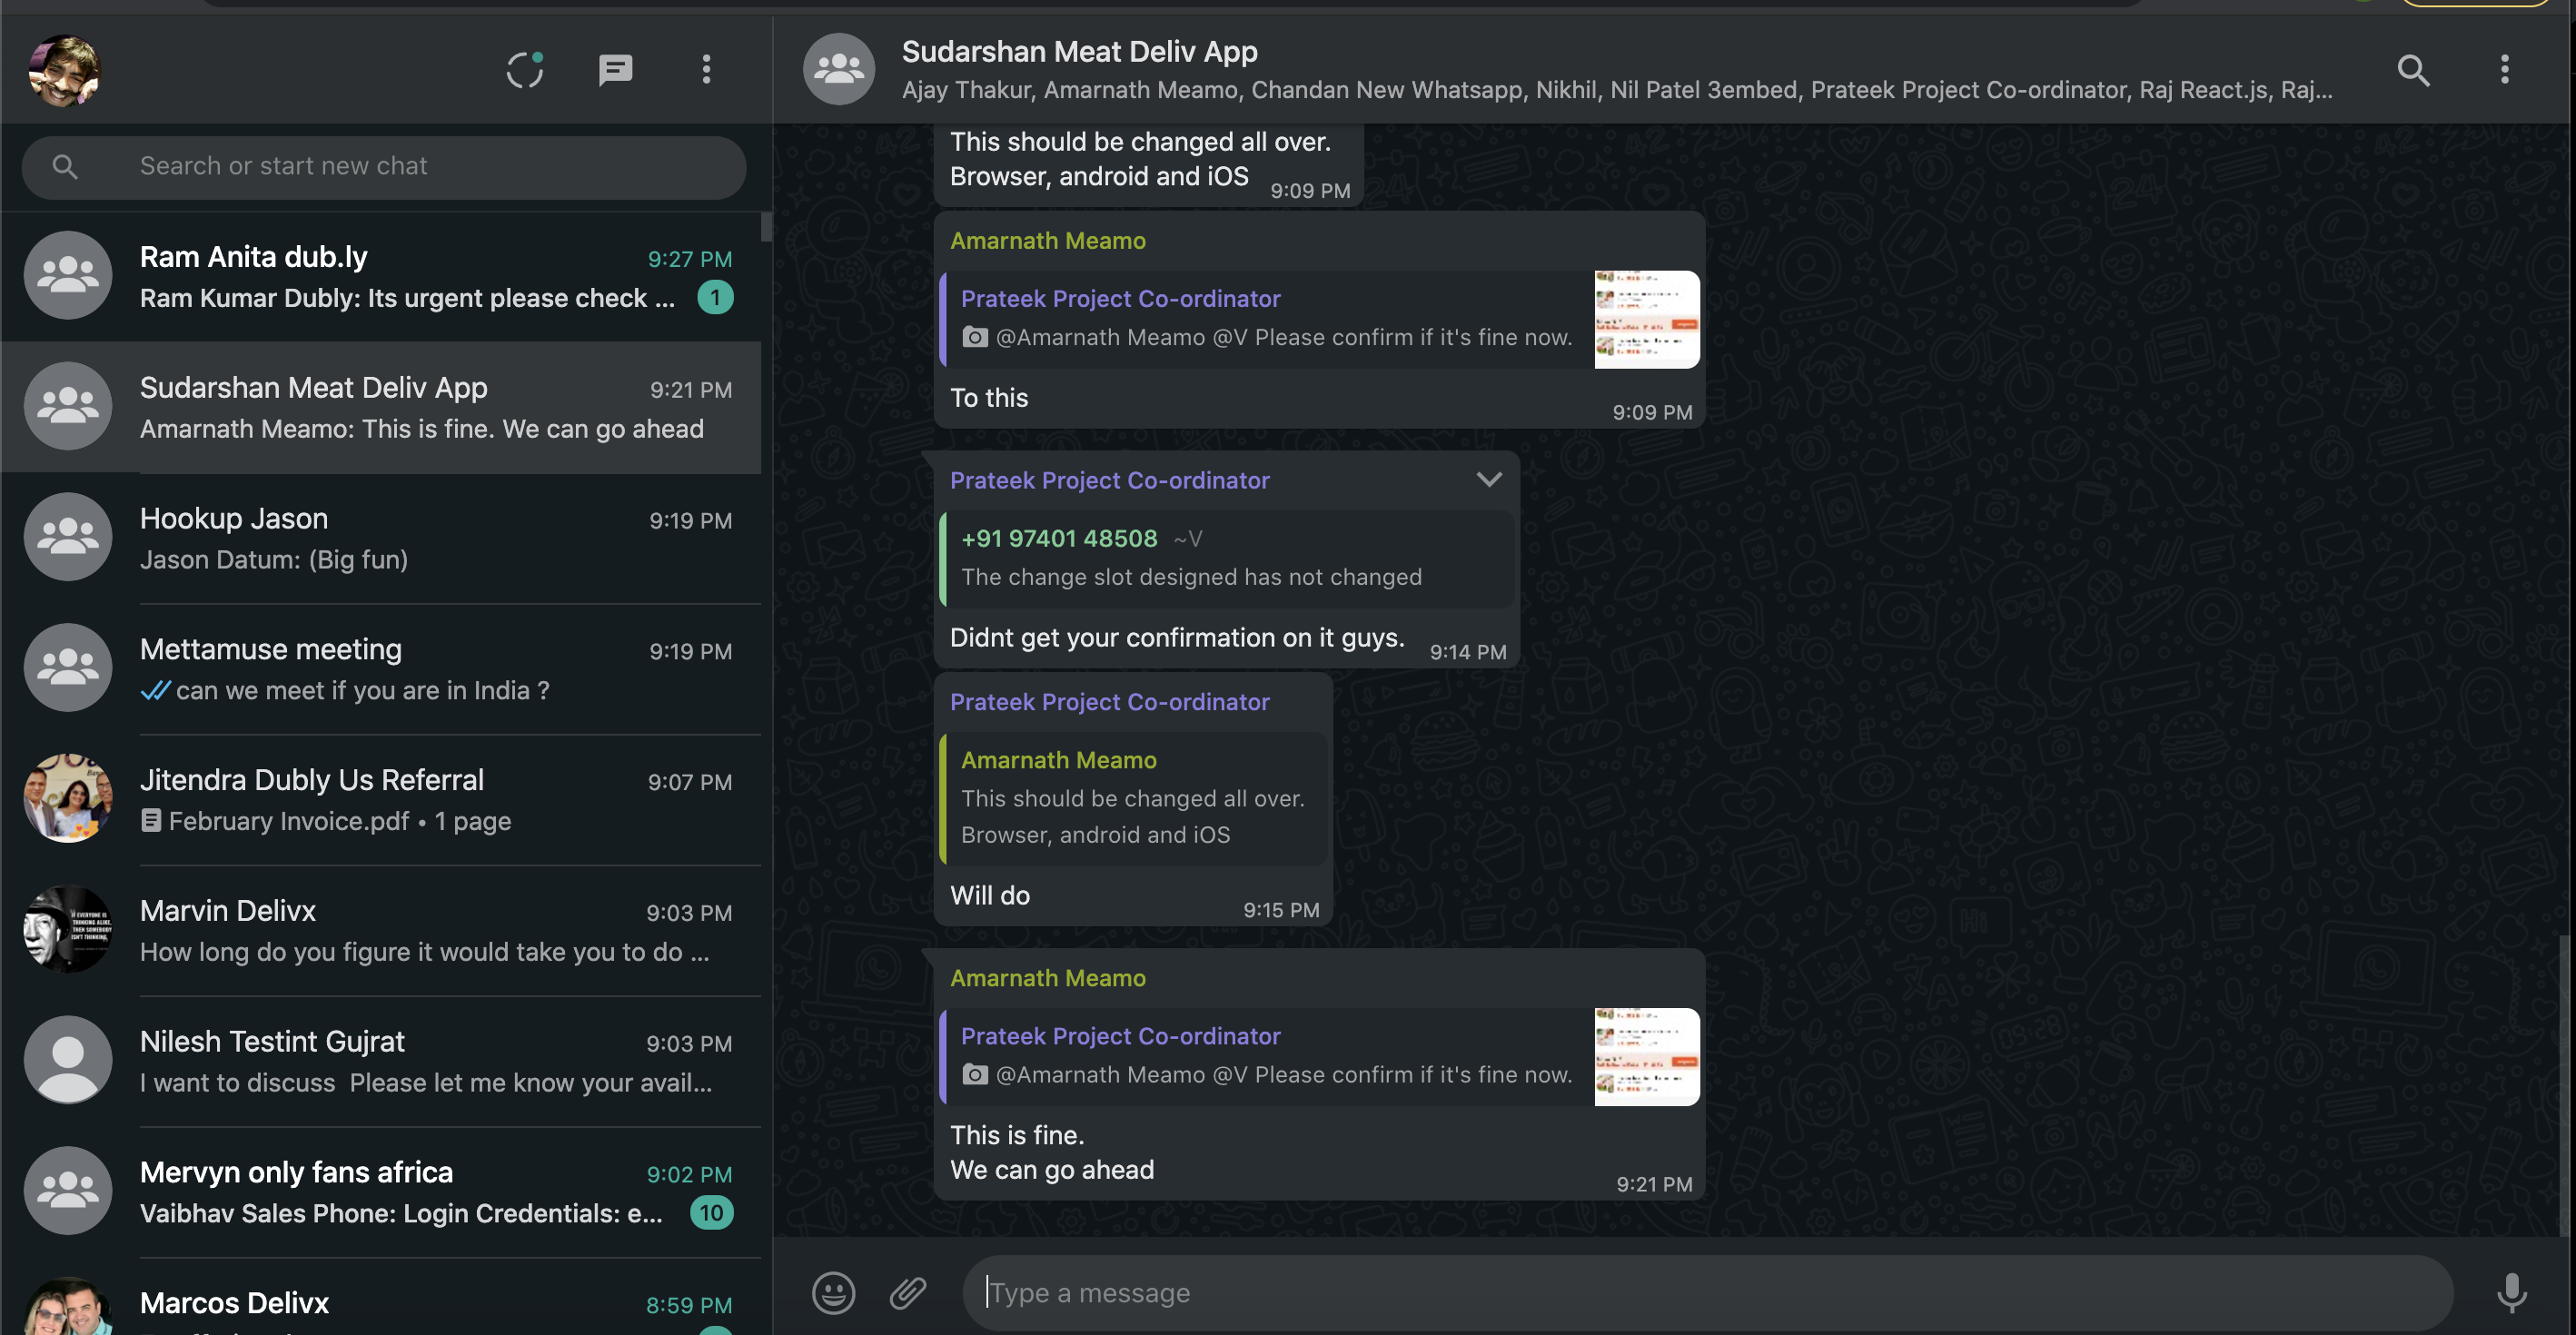 Search or start new chat
Ram Anita dub.ly
9:27 PM
Ram Kumar Dubly: Its urgent please check ...
1
Sudarshan Meat Deliv App
9:21 PM
Amarnath Meamo: This is fine. We can go ahead
Hookup Jason
9:19 PM
Jason Datum: (Big fun)
Mettamuse meeting
9:19 PM
can we meet if you are in India ?
Jitendra Dubly Us Referral
9:07 PM
February Invoice.pdf • 1 page
Marvin Delivx
9:03 PM
How long do you figure it would take you to do ...
IF EVERYONE IS
THINKING ALIKE,
THEN SOMEBODY
ISN'T THINKING.
Nilesh Testint Gujrat
9:03 PM
I want to discuss  Please let me know your avail...
Mervyn only fans africa
9:02 PM
Vaibhav Sales Phone: Login Credentials: e...
10
Marcos Delivx
8:59 PM
Sudarshan Meat Deliv App
Ajay Thakur, Amarnath Meamo, Chandan New Whatsapp, Nikhil, Nil Patel 3embed, Prateek Project Co-ordinator, Raj React.js, Raj...
This should be changed all over.
Browser, android and iOS
9:09 PM
Amarnath Meamo
Prateek Project Co-ordinator
@Amarnath Meamo @V Please confirm if it's fine now.
To this
9:09 PM
Prateek Project Co-ordinator
+91 97401 48508 ~V
The change slot designed has not changed
Didnt get your confirmation on it guys.
9:14 PM
Prateek Project Co-ordinator
Amarnath Meamo
This should be changed all over.
Browser, android and iOS
Will do
9:15 PM
Amarnath Meamo
Prateek Project Co-ordinator
@Amarnath Meamo @V Please confirm if it's fine now.
This is fine.
We can go ahead
9:21 PM
Type a message